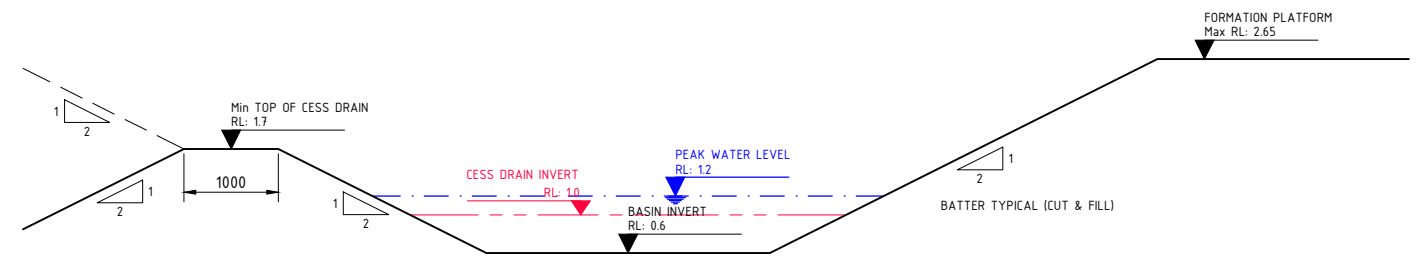 FORMATION PLATFORM
Max RL: 2.65
1
2
Min TOP OF CESS DRAIN
RL: 1.7
1
2
1000
1
2
CESS DRAIN INVERT
RL: 1.0
PEAK WATER LEVEL
RL: 1.2
BASIN INVERT
RL: 0.6
1
2
BATTER TYPICAL (CUT & FILL)